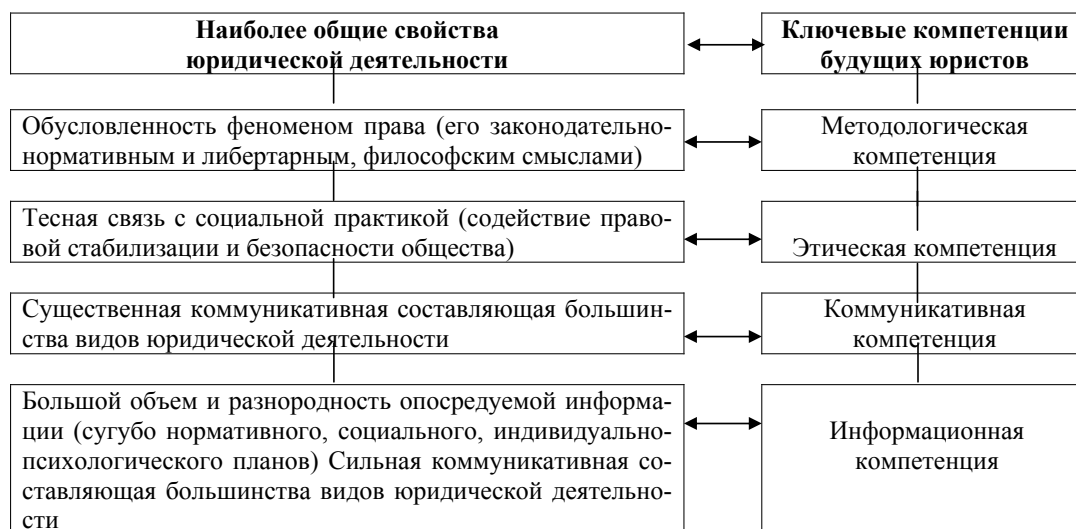 Наиболее общие свойства
юридической деятельности
Ключевые компетенции
будущих юристов
Обусловленность феноменом права (его законодательно-
нормативным и либертарным, философским смыслами)
Методологическая
компетенция
Тесная связь с социальной практикой (содействие право-
вой стабилизации и безопасности общества)
Этическая компетенция
Существенная коммуникативная составляющая большин-
ства видов юридической деятельности
Коммуникативная
компетенция
Большой объем и разнородность опосредуемой информа-
ции (сугубо нормативного, социального, индивидуально-
психологического планов) Сильная коммуникативная со-
ставляющая большинства видов юридической деятельно-
сти
Информационная
компетенция